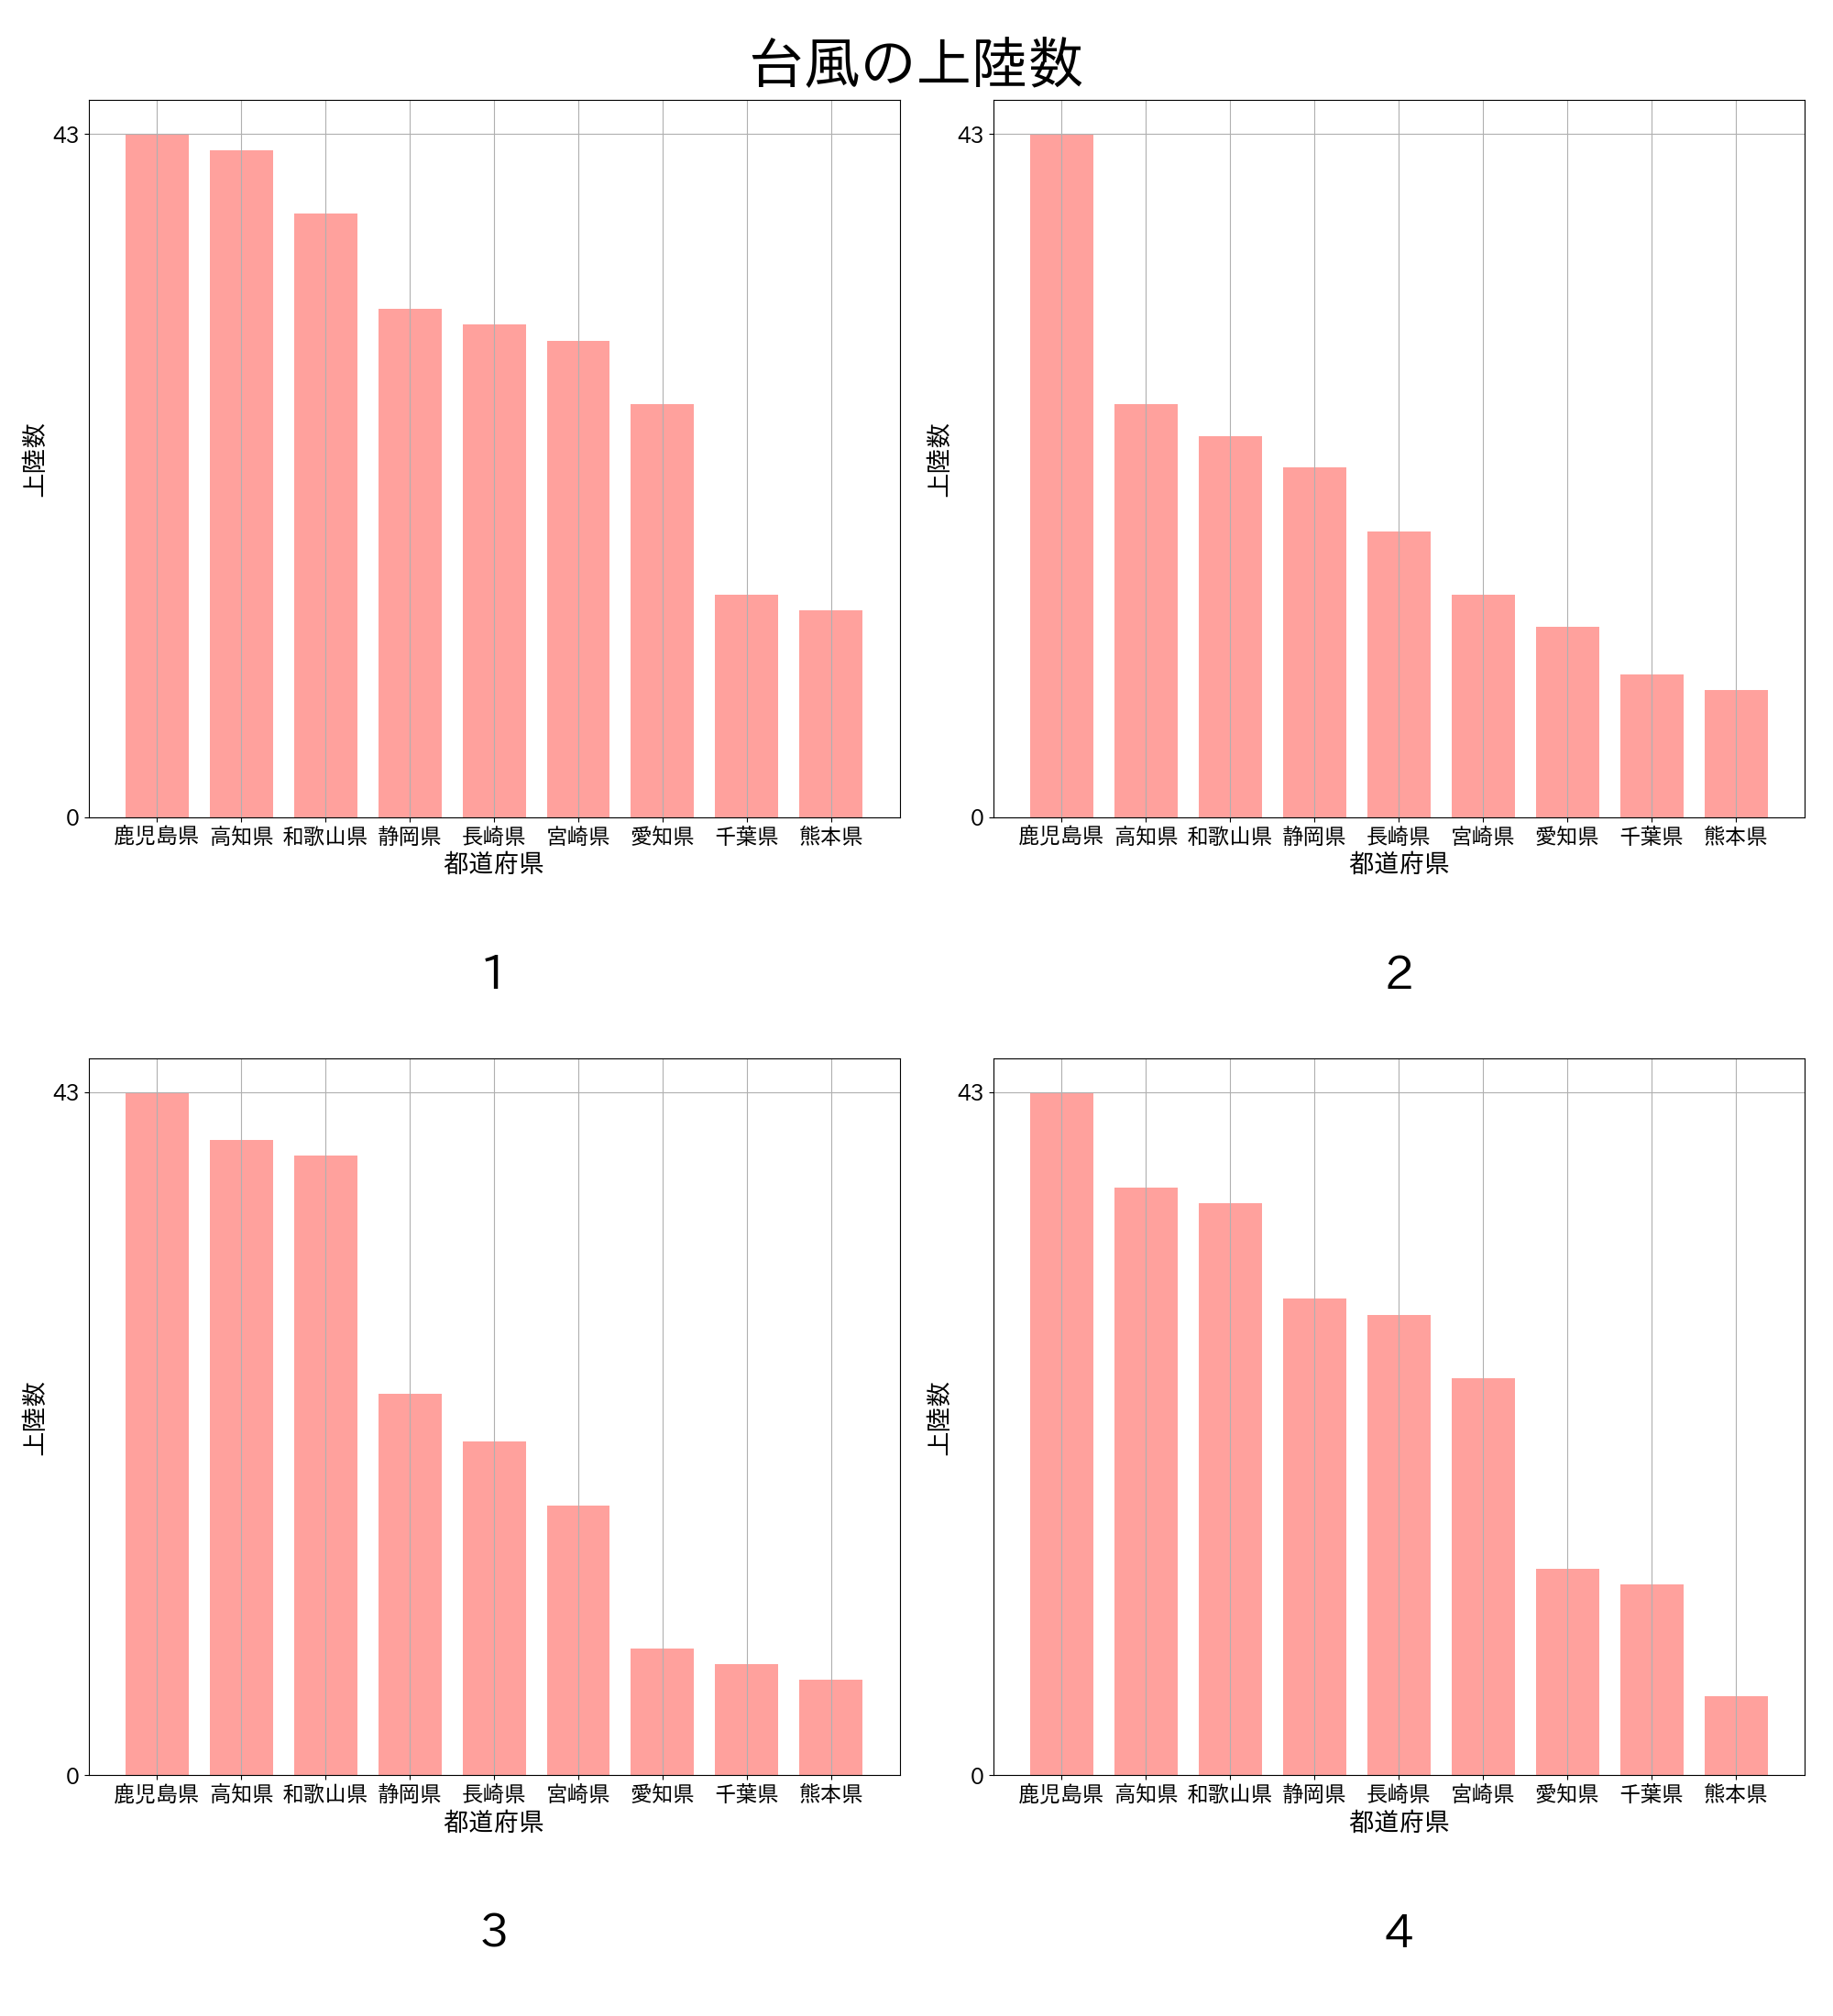 台風の上陸数
43
0
上陸数
鹿児島県 高知県 和歌山県 静岡県 長崎県 宮崎県 愛知県 千葉県 熊本県
都道府県
1
43
0
上陸数
鹿児島県 高知県 和歌山県 静岡県 長崎県 宮崎県 愛知県 千葉県 熊本県
都道府県
2
43
0
上陸数
鹿児島県 高知県 和歌山県 静岡県 長崎県 宮崎県 愛知県 千葉県 熊本県
都道府県
3
43
0
上陸数
鹿児島県 高知県 和歌山県 静岡県 長崎県 宮崎県 愛知県 千葉県 熊本県
都道府県
4